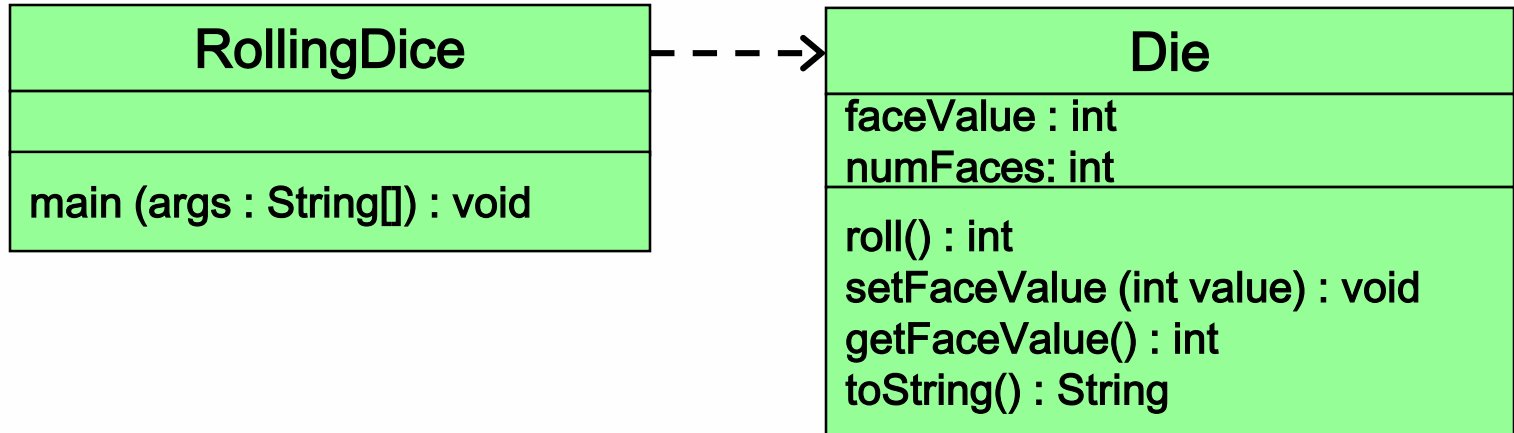 RollingDice
main (args : String[]) : void
Die
faceValue : int
numFaces: int
roll() : int
setFaceValue (int value) : void
getFaceValue() : int
toString() : String